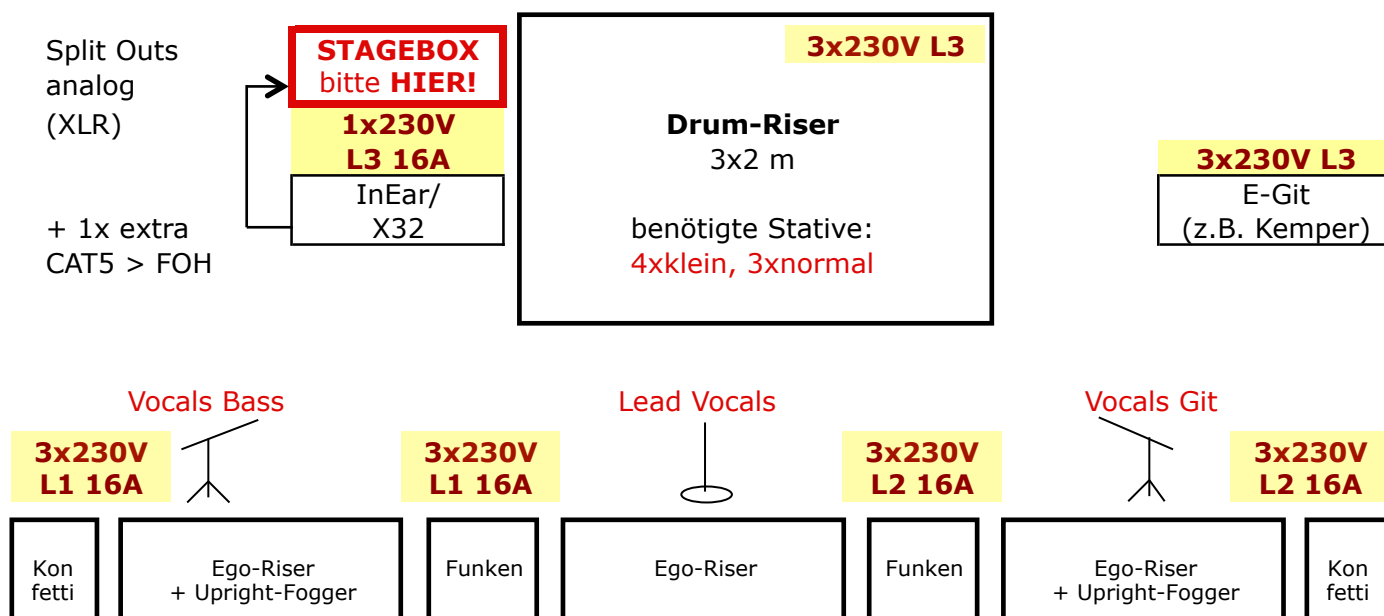 Split Outs
analog
(XLR)
+ 1x extra
CAT5 > FOH
STAGEBOX
bitte HIER!
1x230V
L3 16A
InEar/
X32
3x230V L3
Drum-Riser
3x2 m
benötigte Stative:
4xklein, 3xnormal
3x230V L3
E-Git
(z.B. Kemper)
Vocals Bass
Lead Vocals
Vocals Git
3x230V
L1 16A
3x230V
L1 16A
3x230V
L2 16A
3x230V
L2 16A
Kon
fetti
Ego-Riser
+ Upright-Fogger
Funken
Ego-Riser
Funken
Ego-Riser
+ Upright-Fogger
Kon
fetti